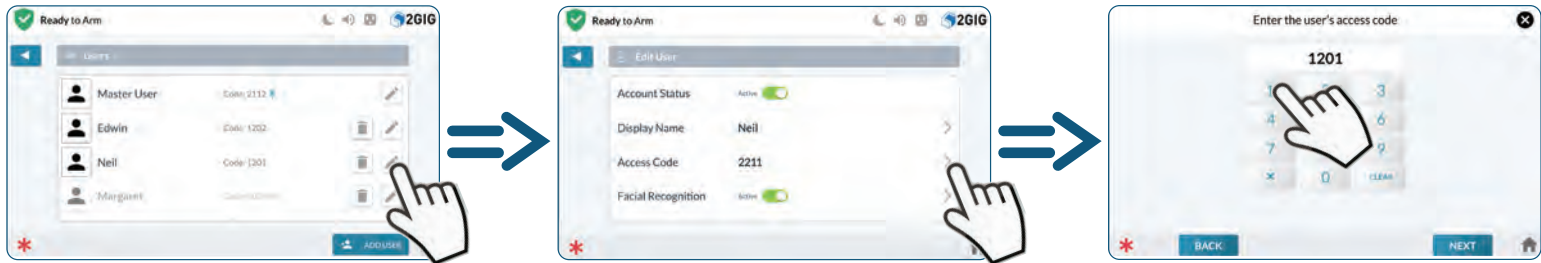 Ready to Arm
2GIG
Users
Master User Code: 2112
Edwin Code: 1202
Neil Code: 1201
Margaret
ADD USER
Ready to Arm
2GIG
Edit User
Account Status Active
Display Name Neil
Access Code 2211
Facial Recognition Active
Enter the user's access code
1201
1 3
4 6
7 9
× 0 CLEAR
BACK NEXT